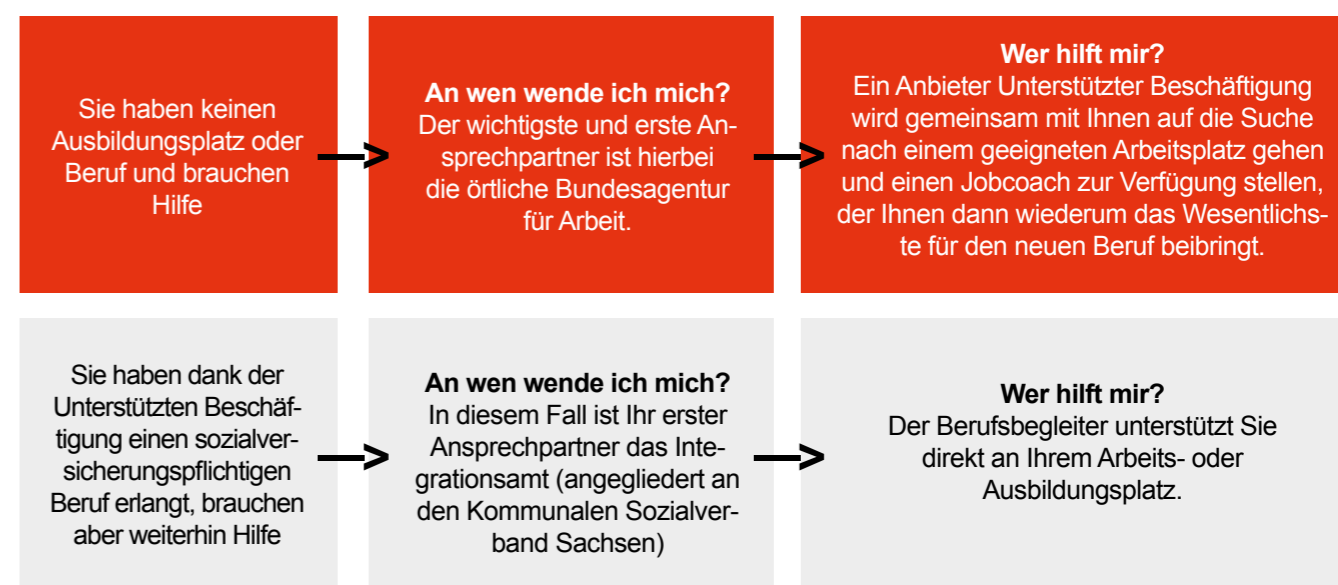 Sie haben keinen
Ausbildungsplatz oder
Beruf und brauchen
Hilfe
An wen wende ich mich?
Der wichtigste und erste An-
sprechpartner ist hierbei
die örtliche Bundesagentur
für Arbeit.
Wer hilft mir?
Ein Anbieter Unterstützter Beschäftigung
wird gemeinsam mit Ihnen auf die Suche
nach einem geeigneten Arbeitsplatz gehen
und einen Jobcoach zur Verfügung stellen,
der Ihnen dann wiederum das Wesentlichs-
te für den neuen Beruf beibringt.
Sie haben dank der
Unterstützten Beschäf-
tigung einen sozialver-
sicherungspflichtigen
Beruf erlangt, brauchen
aber weiterhin Hilfe
An wen wende ich mich?
In diesem Fall ist Ihr erster
Ansprechpartner das Inte-
grationsamt (angegliedert an
den Kommunalen Sozialver-
band Sachsen)
Wer hilft mir?
Der Berufsbegleiter unterstützt Sie
direkt an Ihrem Arbeits- oder
Ausbildungsplatz.